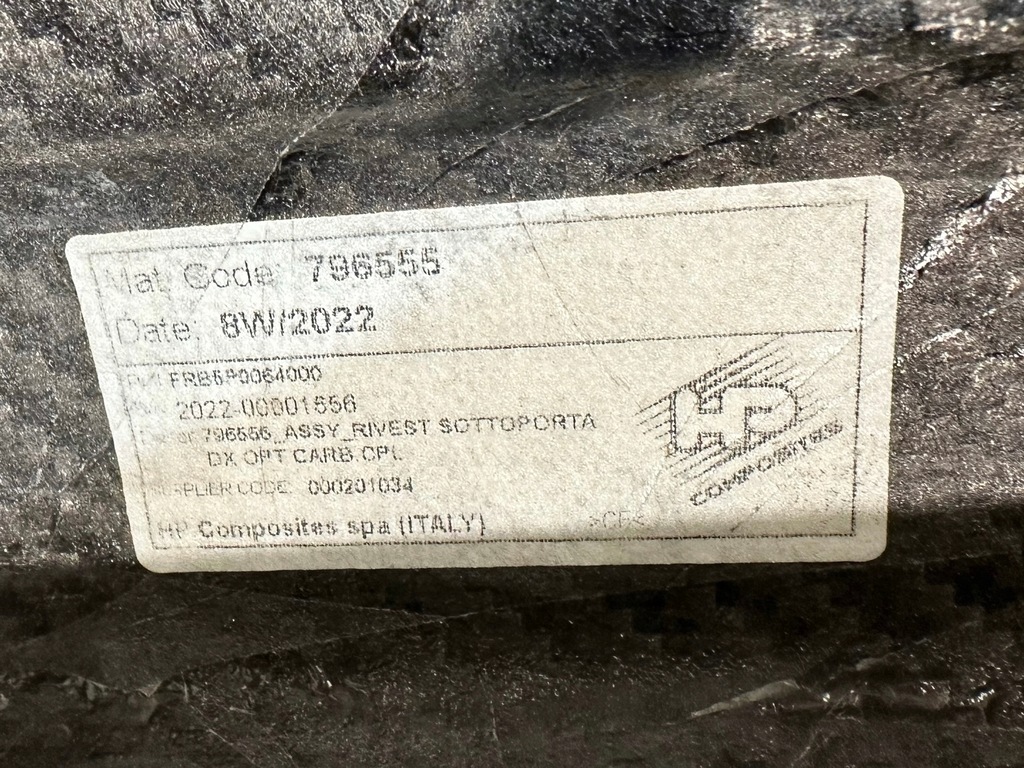 Mat. Code 796555
Date: 8W/2022
2022-00001556
796555_ASSY_RIVEST SOTTOPORTA
DX OPT CARB.CPL
SUPPLIER CODE: 000201034
HP Composites spa (ITALY)
>CF<
HP
COMPOSITES